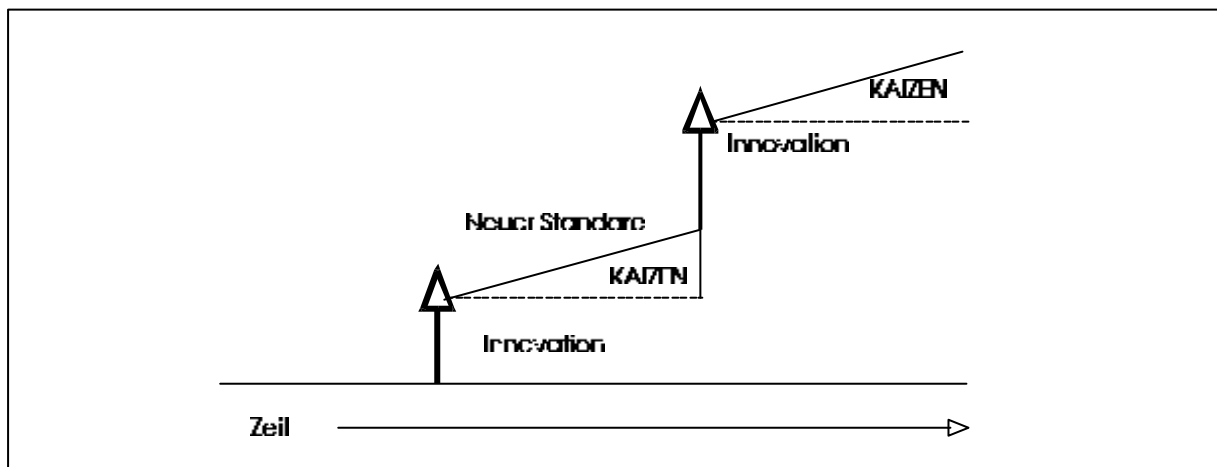 KAIZEN
Innovation
Neuer Standard
KAIZEN
Innovation
Zeit